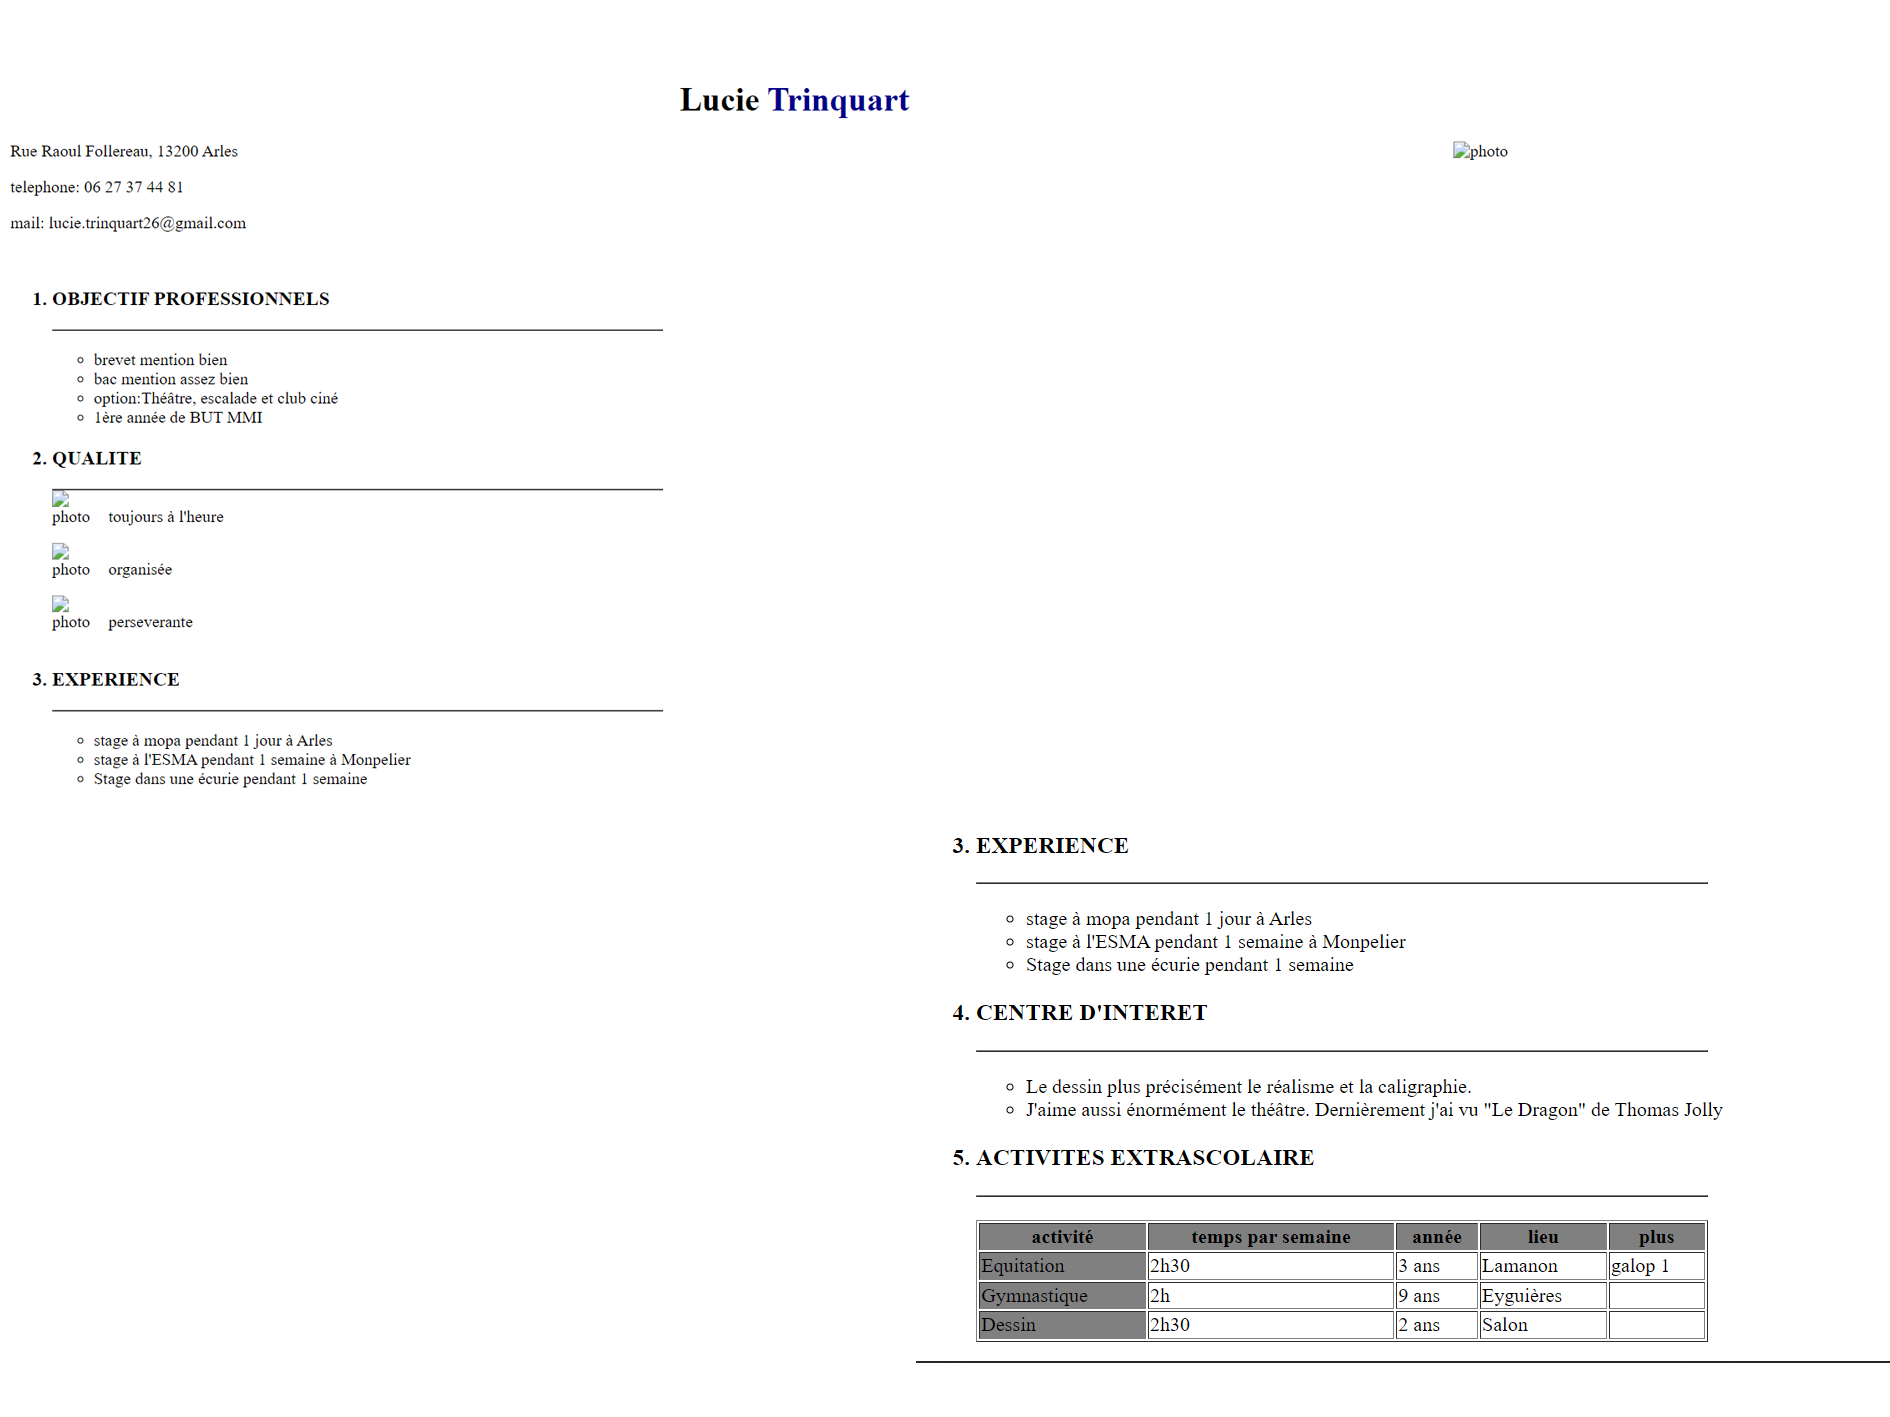 Lucie Trinquart
Rue Raoul Follereau, 13200 Arles
photo
telephone: 06 27 37 44 81
mail: lucie.trinquart26@gmail.com
1. OBJECTIF PROFESSIONNELS
brevet mention bien
bac mention assez bien
option:Théâtre, escalade et club ciné
1ère année de BUT MMI
2. QUALITE
photo toujours à l'heure
photo organisée
photo perseverante
3. EXPERIENCE
stage à mopa pendant 1 jour à Arles
stage à l'ESMA pendant 1 semaine à Monpelier
Stage dans une écurie pendant 1 semaine
3. EXPERIENCE
stage à mopa pendant 1 jour à Arles
stage à l'ESMA pendant 1 semaine à Monpelier
Stage dans une écurie pendant 1 semaine
4. CENTRE D'INTERET
Le dessin plus précisément le réalisme et la caligraphie.
J'aime aussi énormément le théâtre. Dernièrement j'ai vu "Le Dragon" de Thomas Jolly
5. ACTIVITES EXTRASCOLAIRE
activité temps par semaine année lieu plus
Equitation 2h30 3 ans Lamanon galop 1
Gymnastique 2h 9 ans Eyguières
Dessin 2h30 2 ans Salon